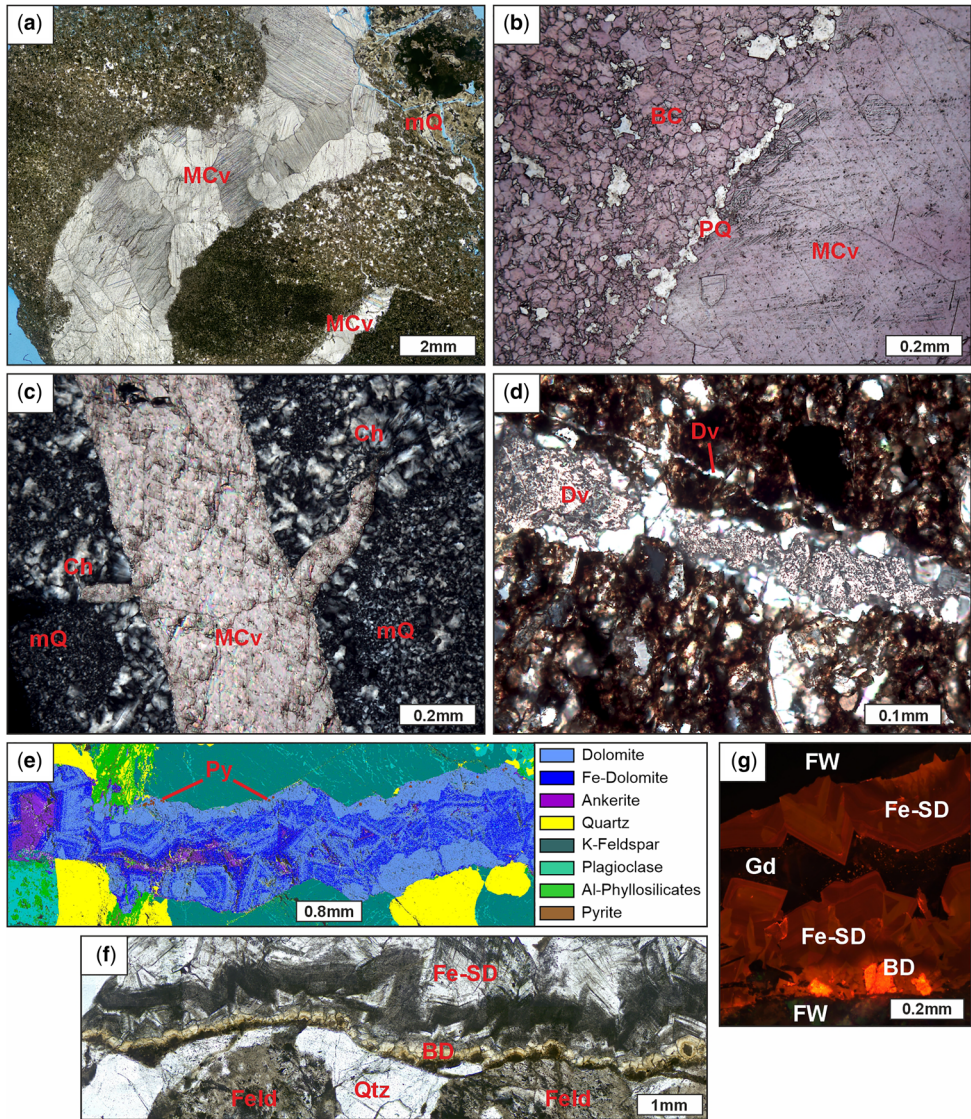 (a)
mQ
MCv
MCv
2mm
(b)
BC
PQ
MCv
0.2mm
(c)
Ch
Ch
mQ
mQ
MCv
0.2mm
(d)
Dv
Dv
0.1mm
(e)
Py
0.8mm
Dolomite
Fe-Dolomite
Ankerite
Quartz
K-Feldspar
Plagioclase
Al-Phyllosilicates
Pyrite
(f)
Fe-SD
BD
Feld
Qtz
Feld
1mm
(g)
FW
Fe-SD
Gd
Fe-SD
BD
FW
0.2mm